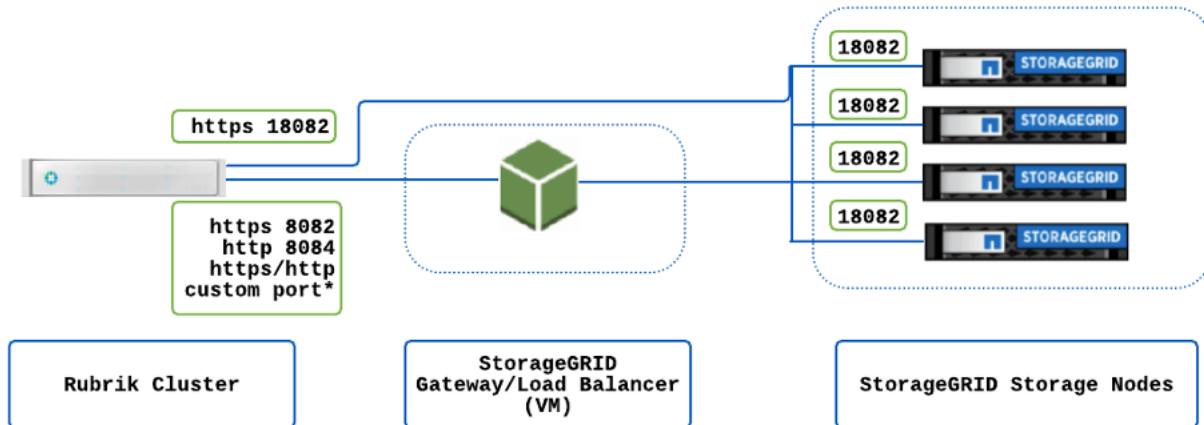 18082
STORAGEGRID
https 18082
18082
STORAGEGRID
18082
STORAGEGRID
https 8082
http 8084
https/http
custom port*
18082
STORAGEGRID
Rubrik Cluster
StorageGRID
Gateway/Load Balancer
(VM)
StorageGRID Storage Nodes